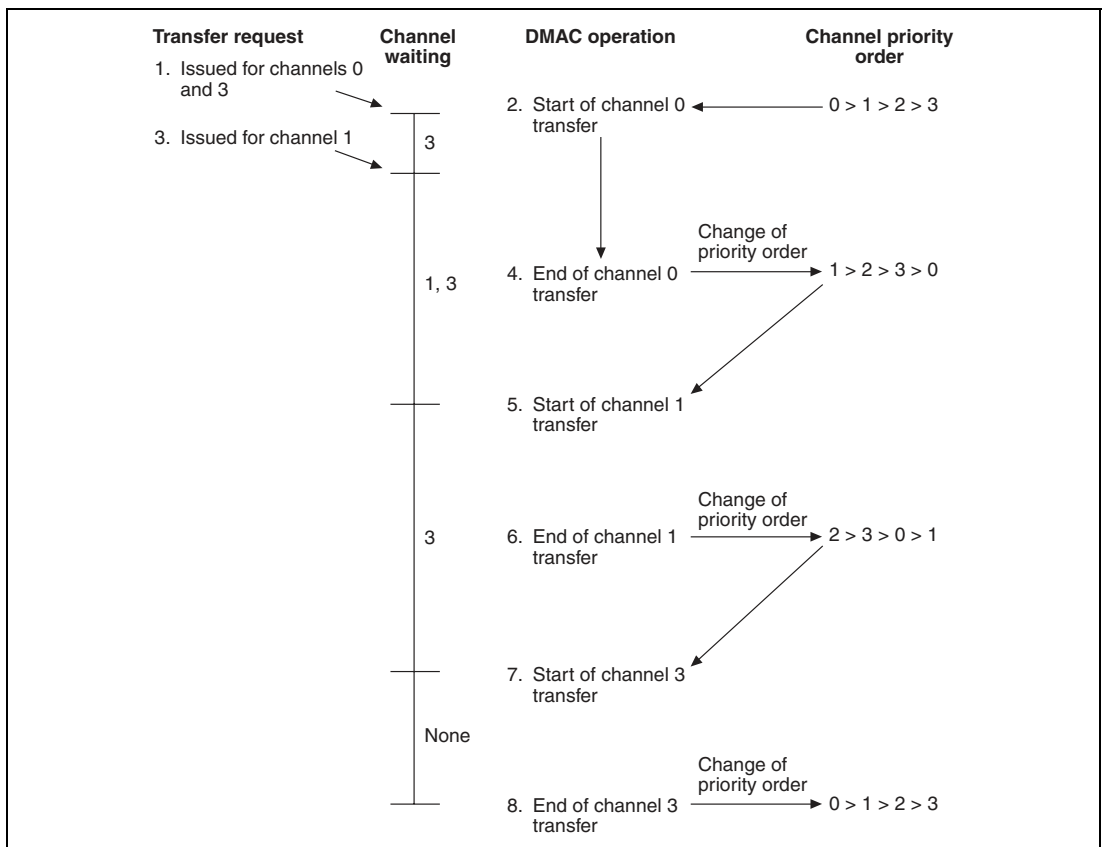 Transfer request
Channel waiting
DMAC operation
Channel priority order
1. Issued for channels 0
and 3
2. Start of channel 0
transfer
0 > 1 > 2 > 3
3. Issued for channel 1
3
Change of
priority order
1, 3
4. End of channel 0
transfer
1 > 2 > 3 > 0
5. Start of channel 1
transfer
Change of
priority order
3
6. End of channel 1
transfer
2 > 3 > 0 > 1
7. Start of channel 3
transfer
None
Change of
priority order
8. End of channel 3
transfer
0 > 1 > 2 > 3